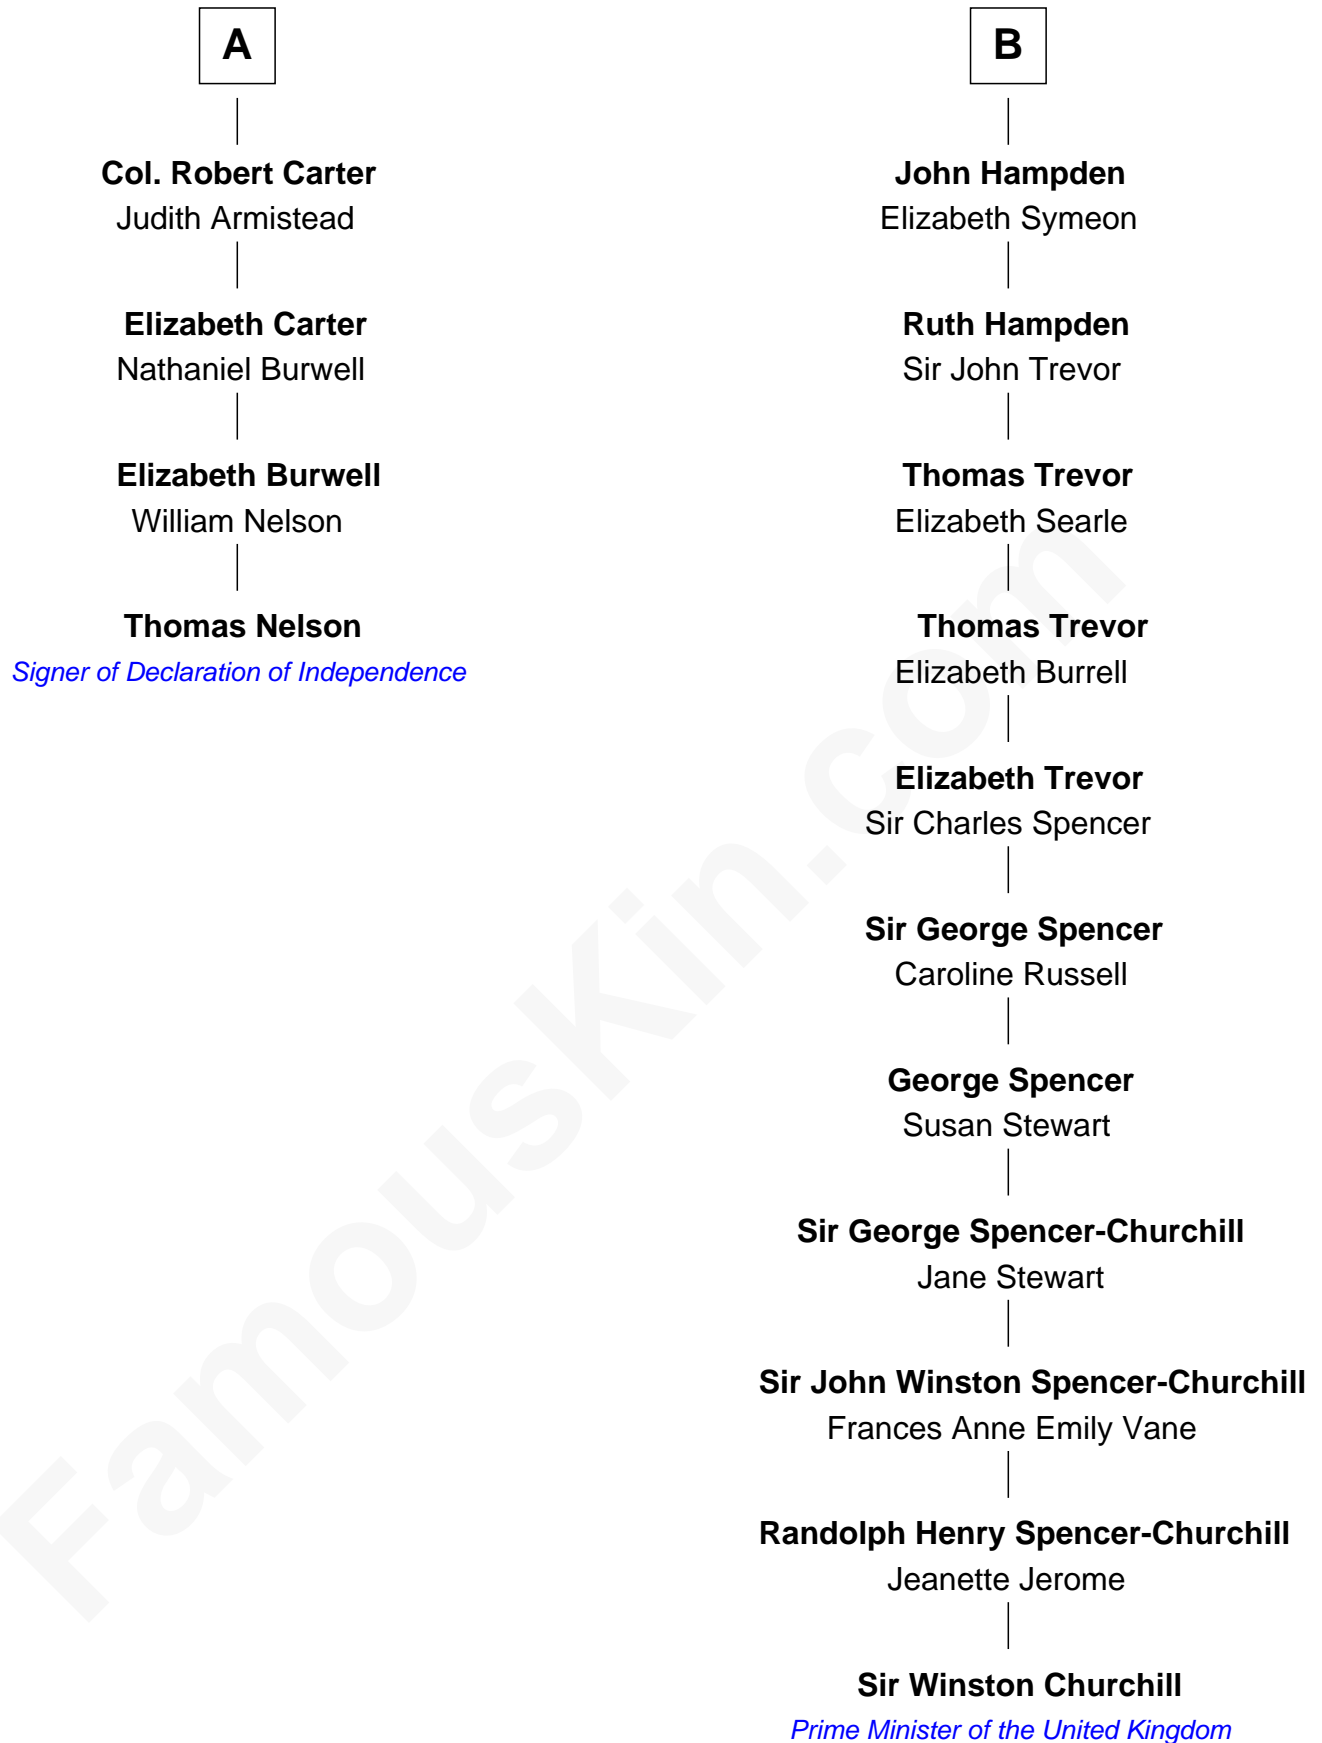 A
Col. Robert Carter
Judith Armistead
Elizabeth Carter
Nathaniel Burwell
Elizabeth Burwell
William Nelson
Thomas Nelson
Signer of Declaration of Independence
B
John Hampden
Elizabeth Symeon
Ruth Hampden
Sir John Trevor
Thomas Trevor
Elizabeth Searle
Thomas Trevor
Elizabeth Burrell
Elizabeth Trevor
Sir Charles Spencer
Sir George Spencer
Caroline Russell
George Spencer
Susan Stewart
Sir George Spencer-Churchill
Jane Stewart
Sir John Winston Spencer-Churchill
Frances Anne Emily Vane
Randolph Henry Spencer-Churchill
Jeanette Jerome
Sir Winston Churchill
Prime Minister of the United Kingdom
FamousKin.com